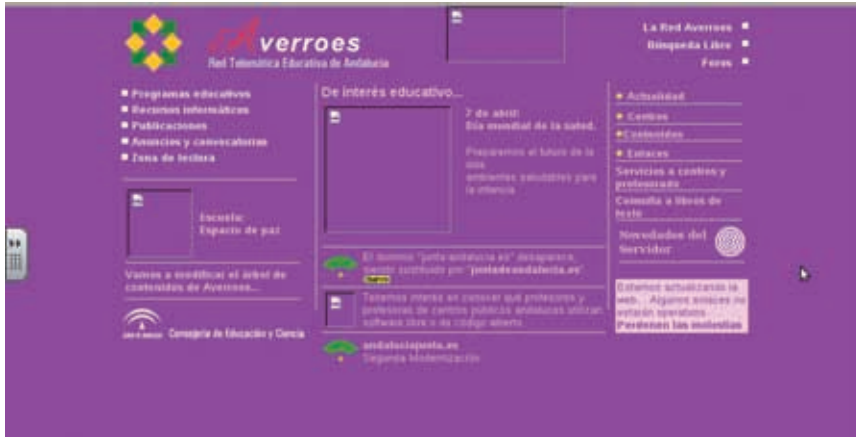 Averroes
Red Telemática Educativa de Andalucía
La Red Averroes
Búsqueda Libre
Foros
Programas educativos
Recursos informáticos
Publicaciones
Anuncios y convocatorias
Zona de lectura
Escuela:
Espacio de paz
Vamos a modificar el árbol de
contenidos de Averroes...
Consejería de Educación y Ciencia
De interés educativo...
7 de abril:
Día mundial de la salud.
Preparemos el futuro de la
vida
ambientes saludables para
la infancia
El dominio "junta-andalucia.es" desaparece,
siendo sustituido por "juntadeandalucia.es".
Tenemos interés en conocer qué profesores y
profesoras de centros públicos andaluces utilizan
software libre o de código abierto
andaluciajunta.es
Segunda Modernización
Actualidad
Centros
Contenidos
Enlaces
Servicios a centros y
profesorado
Consulta a libros de
texto
Novedades del
Servidor
Estamos actualizando la
web... Algunos enlaces no
estarán operativos
Perdonen las molestias